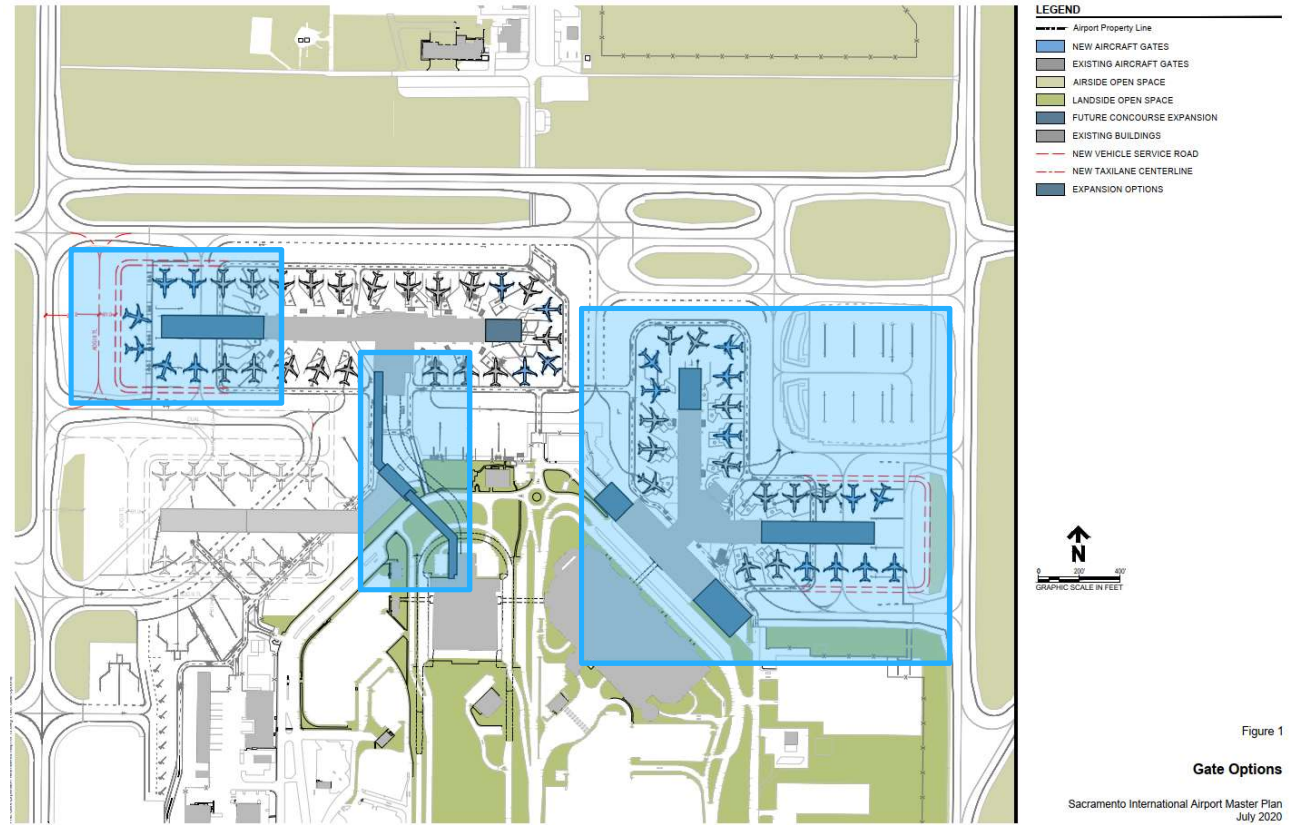 LEGEND
Airport Property Line
NEW AIRCRAFT GATES
EXISTING AIRCRAFT GATES
AIRSIDE OPEN SPACE
LANDSIDE OPEN SPACE
FUTURE CONCOURSE EXPANSION
EXISTING BUILDINGS
NEW VEHICLE SERVICE ROAD
NEW TAXILANE CENTERLINE
EXPANSION OPTIONS
N
0 200' 400'
GRAPHIC SCALE IN FEET
Figure 1
Gate Options
Sacramento International Airport Master Plan
July 2020